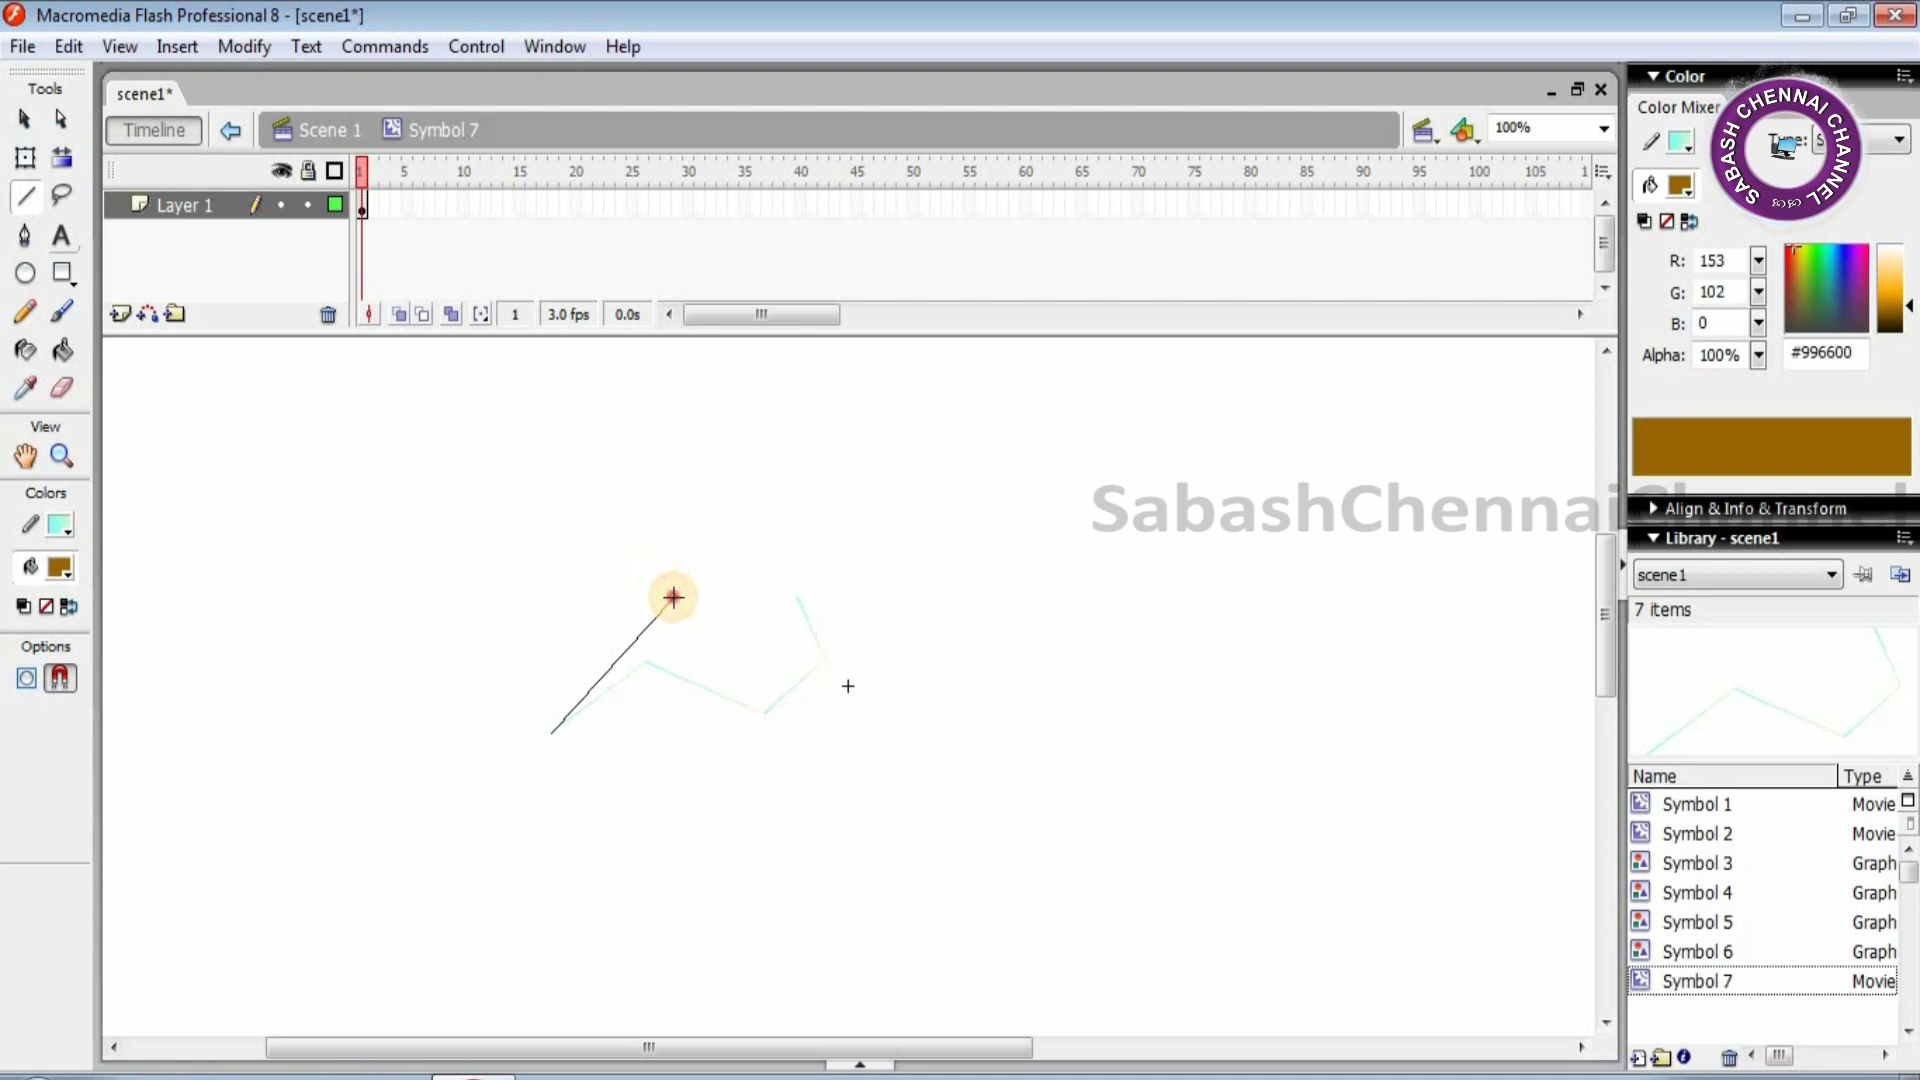 Macromedia Flash Professional 8 - [scene1*]
File Edit View Insert Modify Text Commands Control Window Help
Tools
scene1*
Timeline Scene 1 Symbol 7 100%
1 5 10 15 20 25 30 35 40 45 50 55 60 65 70 75 80 85 90 95 100 105 1
Layer 1
1 3.0 fps 0.0s
View
Colors
Options
Color
Color Mixer
Type: S
R: 153
G: 102
B: 0
Alpha: 100% #996600
SABASH CHENNAI CHANNEL
SabashChennai
Align & Info & Transform
Library - scene1
scene1
7 items
Name Type
Symbol 1 Movie
Symbol 2 Movie
Symbol 3 Graph
Symbol 4 Graph
Symbol 5 Graph
Symbol 6 Graph
Symbol 7 Movie